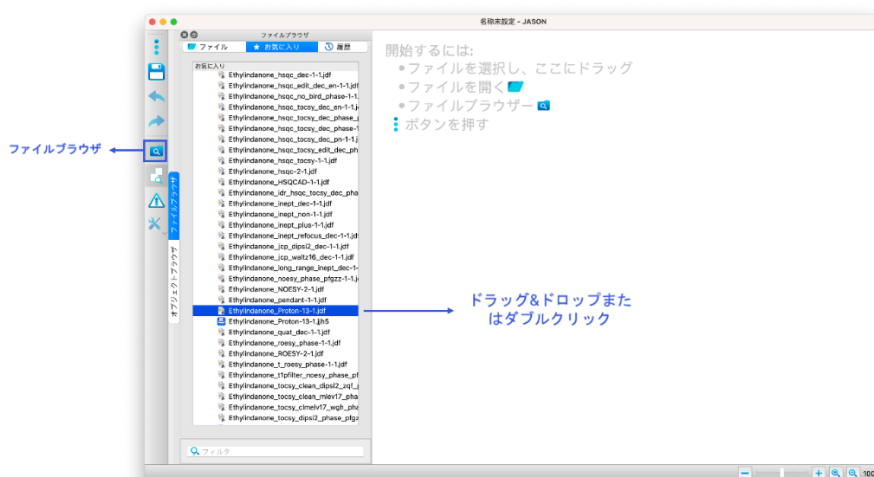 名称未設定 - JASON
ファイルブラウザ
ファイル
★ お気に入り
履歴
お気に入り
Ethylindanone_hsqc_dec-1-1.jdf
Ethylindanone_hsqc_edit_dec_en-1-1.jdf
Ethylindanone_hsqc_no_bird_phase-1-1.
Ethylindanone_hsqc_tocsy_dec_en-1-1.j
Ethylindanone_hsqc_tocsy_dec_phase_
Ethylindanone_hsqc_tocsy_dec_phase-1
Ethylindanone_hsqc_tocsy_dec_pn-1-1.j
Ethylindanone_hsqc_tocsy_edit_dec_ph
Ethylindanone_hsqc_tocsy-1-1.jdf
Ethylindanone_hsqc-2-1.jdf
Ethylindanone_HSQCAD-1-1.jdf
Ethylindanone_idr_hsqc_tocsy_dec_pha
Ethylindanone_inept_dec-1-1.jdf
Ethylindanone_inept_non-1-1.jdf
Ethylindanone_inept_plus-1-1.jdf
Ethylindanone_inept_refocus_dec-1-1.jd
Ethylindanone_jcp_dipsi2_dec-1-1.jdf
Ethylindanone_jcp_waltz16_dec-1-1.jdf
Ethylindanone_long_range_inept_dec-1-
Ethylindanone_noesy_phase_pfgzz-1-1.j
Ethylindanone_NOESY-2-1.jdf
Ethylindanone_pendant-1-1.jdf
Ethylindanone_Proton-13-1.jdf
Ethylindanone_Proton-13-1.jjh5
Ethylindanone_quat_dec-1-1.jdf
Ethylindanone_roesy_phase-1-1.jdf
Ethylindanone_ROESY-2-1.jdf
Ethylindanone_t_roesy_phase-1-1.jdf
Ethylindanone_t1pfilter_noesy_phase_pf
Ethylindanone_tocsy_clean_dipsi2_zqf_
Ethylindanone_tocsy_clean_mlev17_pha
Ethylindanone_tocsy_clmelv17_wgh_pha
Ethylindanone_tocsy_dipsi2_phase_pfgz
フィルタ
ファイルブラウザ
オブジェクトブラウザ
ファイルブラウザ
開始するには:
•ファイルを選択し、ここにドラッグ
•ファイルを開く
•ファイルブラウザー
ボタンを押す
ドラッグ&ドロップまた
はダブルクリック
100